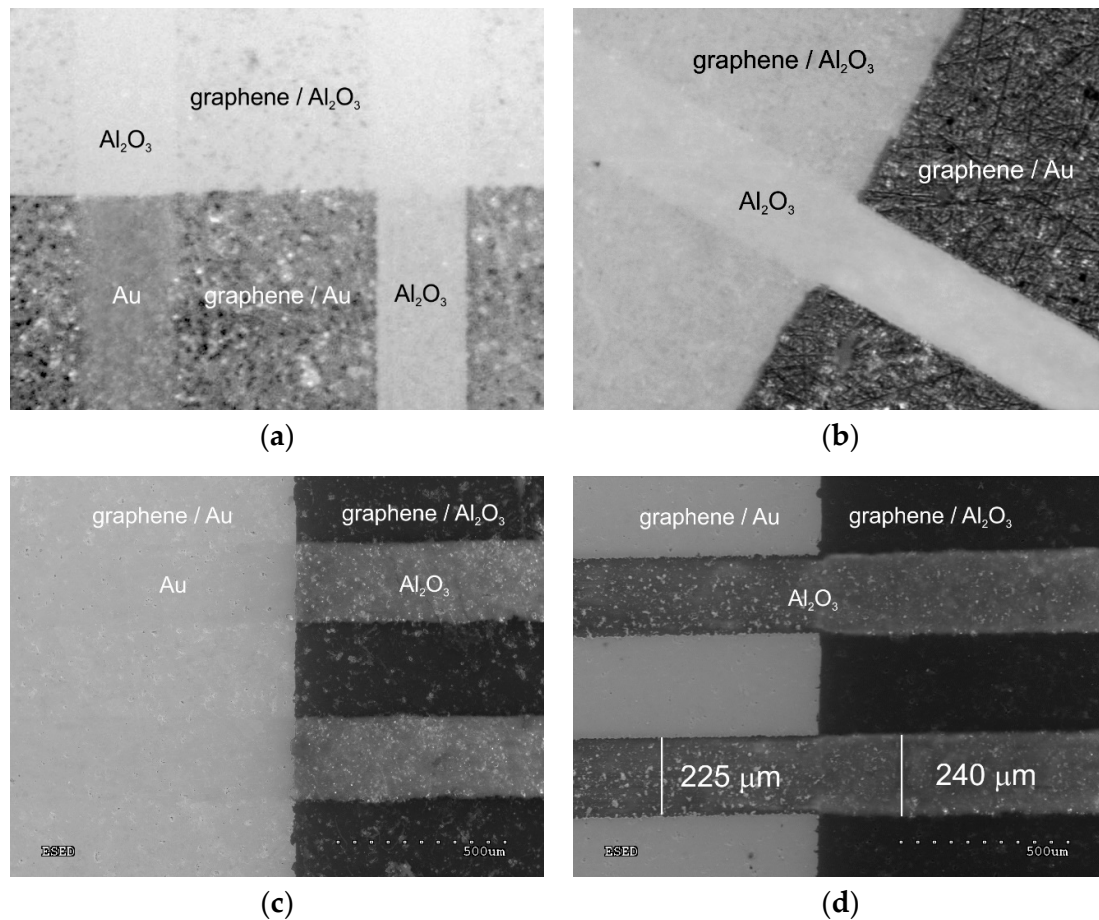 graphene / Al₂O₃
Al₂O₃
Au
graphene / Au
Al₂O₃
(a)
graphene / Al₂O₃
graphene / Au
Al₂O₃
(b)
graphene / Au
graphene / Al₂O₃
Au
Al₂O₃
ESED
500um
(c)
graphene / Au
graphene / Al₂O₃
Al₂O₃
225 μm
240 μm
ESED
500um
(d)